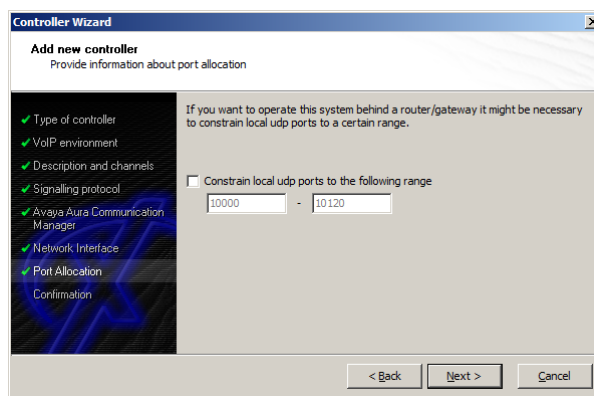 Controller Wizard
Add new controller
Provide information about port allocation
Type of controller
VoIP environment
Description and channels
Signalling protocol
Avaya Aura Communication
Manager
Network Interface
Port Allocation
Confirmation
If you want to operate this system behind a router/gateway it might be necessary
to constrain local udp ports to a certain range.
Constrain local udp ports to the following range
10000 - 10120
< Back Next > Cancel